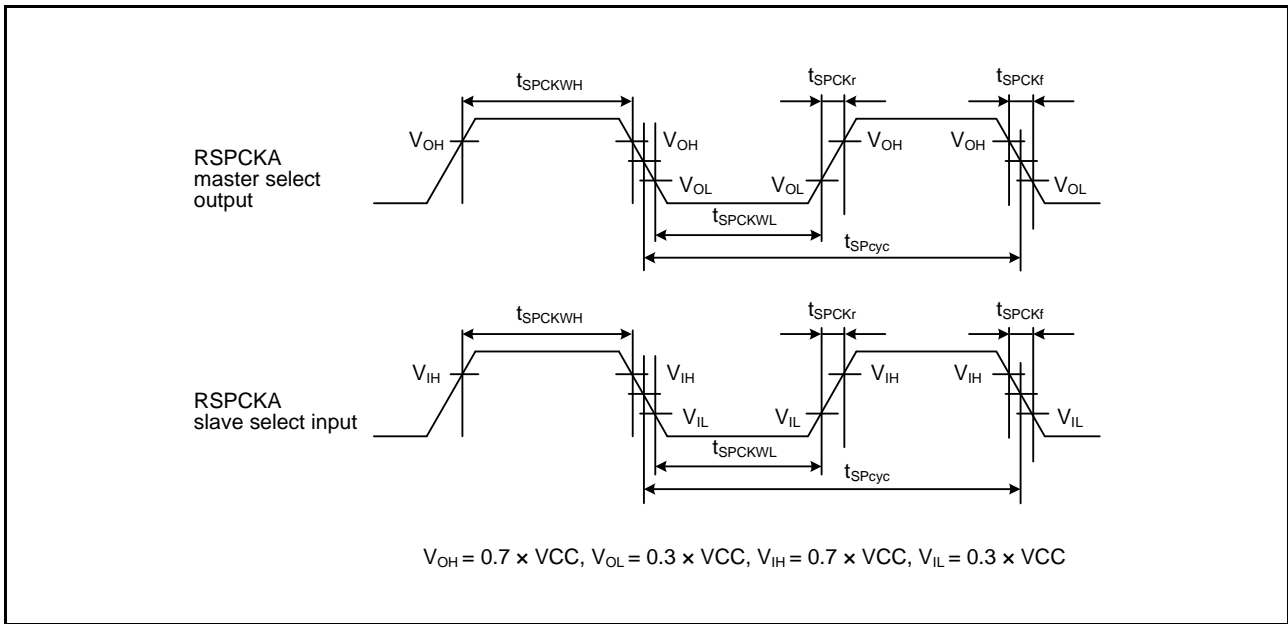 tSPCKWH tSPCKr tSPCKf
VOH VOH VOH VOH
RSPCKA
master select
output
VOL VOL VOL
tSPCKWL
tSPcyc
tSPCKWH tSPCKr tSPCKf
VIH VIH VIH VIH
RSPCKA
slave select input
VIL VIL VIL
tSPCKWL
tSPcyc
VOH = 0.7 × VCC, VOL = 0.3 × VCC, VIH = 0.7 × VCC, VIL = 0.3 × VCC